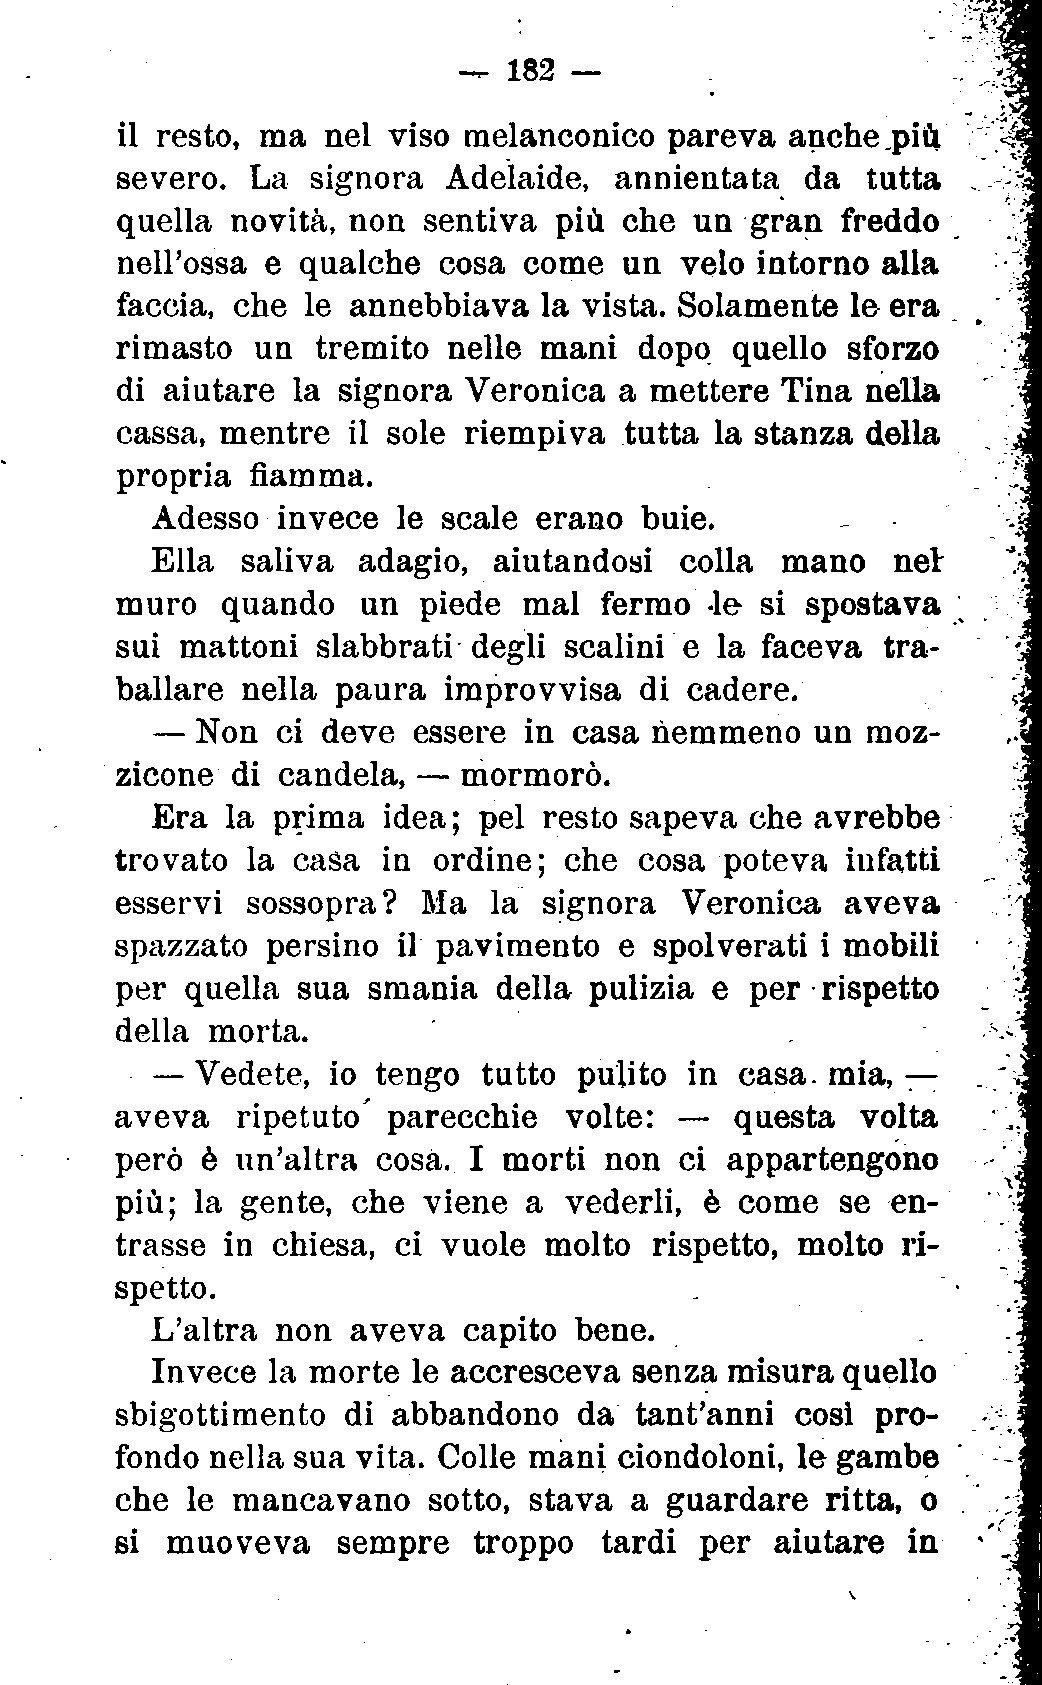 — 182 —
il resto, ma nel viso melanconico pareva anche più
severo. La signora Adelaide, annientata da tutta
quella novità, non sentiva più che un gran freddo
nell'ossa e qualche cosa come un velo intorno alla
faccia, che le annebbiava la vista. Solamente le era
rimasto un tremito nelle mani dopo quello sforzo
di aiutare la signora Veronica a mettere Tina nella
cassa, mentre il sole riempiva tutta la stanza della
propria fiamma.
Adesso invece le scale erano buie.
Ella saliva adagio, aiutandosi colla mano nel
muro quando un piede mal fermo le si spostava
sui mattoni slabbrati degli scalini e la faceva tra-
ballare nella paura improvvisa di cadere.
— Non ci deve essere in casa nemmeno un moz-
zicone di candela, — mormorò.
Era la prima idea; pel resto sapeva che avrebbe
trovato la casa in ordine; che cosa poteva infatti
esservi sossopra? Ma la signora Veronica aveva
spazzato persino il pavimento e spolverati i mobili
per quella sua smania della pulizia e per rispetto
della morta.
— Vedete, io tengo tutto pulito in casa mia, —
aveva ripetuto parecchie volte: — questa volta
però è un'altra cosa. I morti non ci appartengono
più; la gente, che viene a vederli, è come se en-
trasse in chiesa, ci vuole molto rispetto, molto ri-
spetto.
L'altra non aveva capito bene.
Invece la morte le accresceva senza misura quello
sbigottimento di abbandono da tant'anni così pro-
fondo nella sua vita. Colle mani ciondoloni, le gambe
che le mancavano sotto, stava a guardare ritta, o
si muoveva sempre troppo tardi per aiutare in